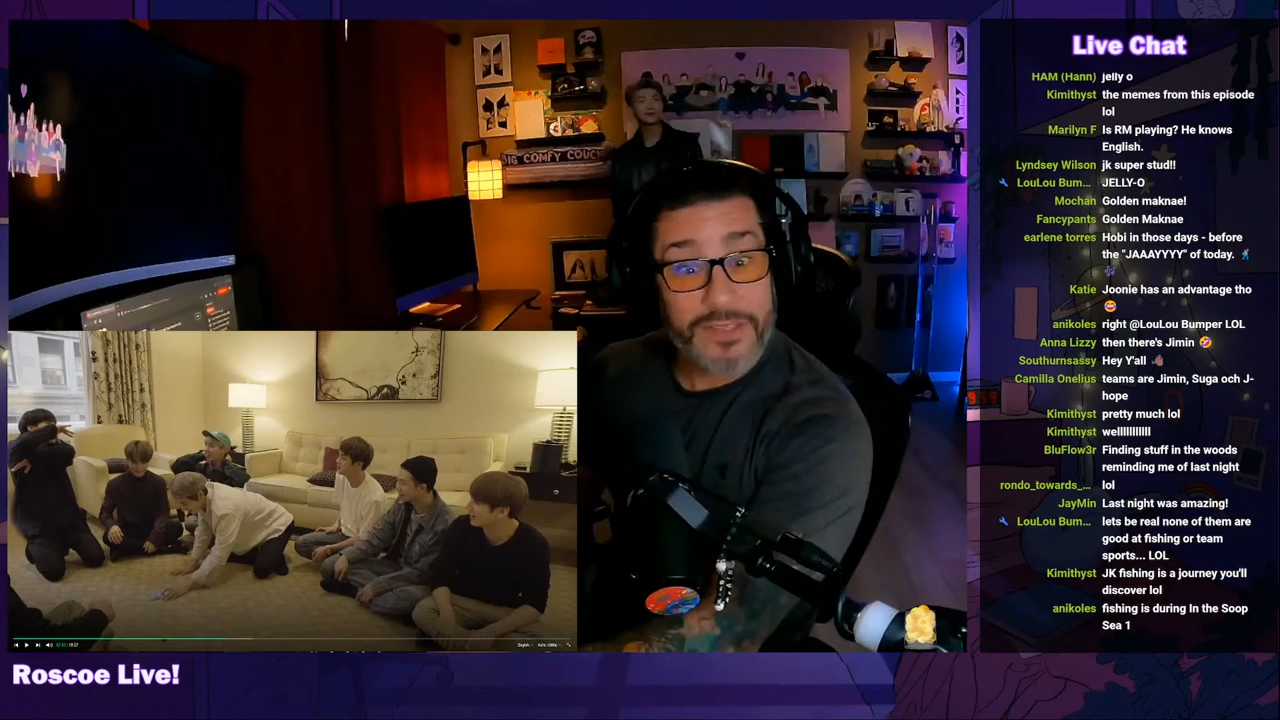 Live Chat
HAM (Hann) jelly o
Kimithyst the memes from this episode
lol
Marilyn F Is RM playing? He knows
English.
Lyndsey Wilson jk super stud!!
LouLou Bum... JELLY-O
Mochan Golden maknae!
Fancypants Golden Maknae
earlene torres Hobi in those days - before
the "JAAAYYYY" of today.
Katie Joonie has an advantage tho
anikoles right @LouLou Bumper LOL
Anna Lizzy then there's Jimin
Southurnsassy Hey Y'all
Camilla Onelius teams are Jimin, Suga och J-
hope
Kimithyst pretty much lol
Kimithyst wellllllllllll
BluFlow3r Finding stuff in the woods
reminding me of last night
rondo_towards_... lol
JayMin Last night was amazing!
LouLou Bum... lets be real none of them are
good at fishing or team
sports... LOL
Kimithyst JK fishing is a journey you'll
discover lol
anikoles fishing is during In the Soop
Sea 1
BIG COMFY COUCH
9:59
English
Roscoe Live!